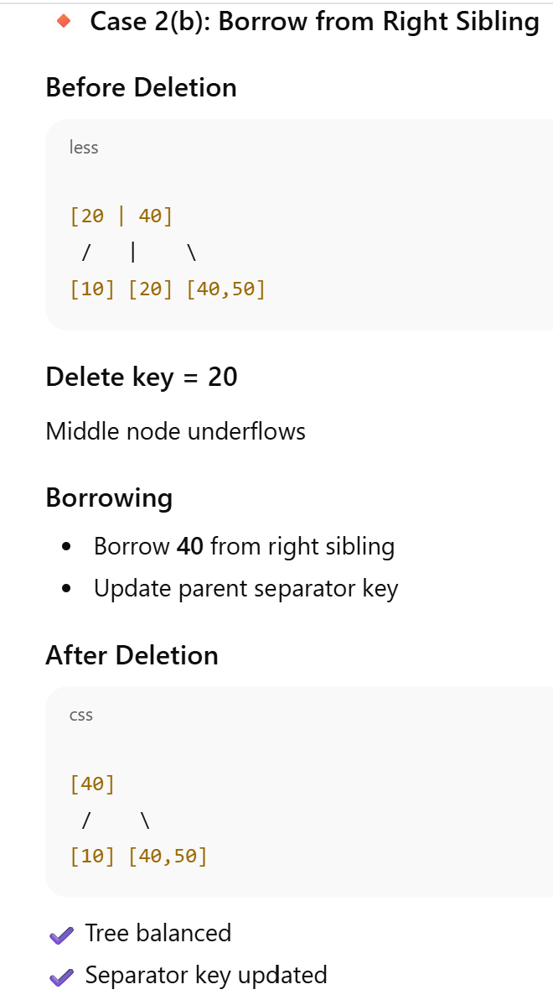 🔸 Case 2(b): Borrow from Right Sibling
Before Deletion
less
[20 | 40]
/ | \
[10] [20] [40,50]
Delete key = 20
Middle node underflows
Borrowing
• Borrow 40 from right sibling
• Update parent separator key
After Deletion
css
[40]
/ \
[10] [40,50]
✔ Tree balanced
✔ Separator key updated